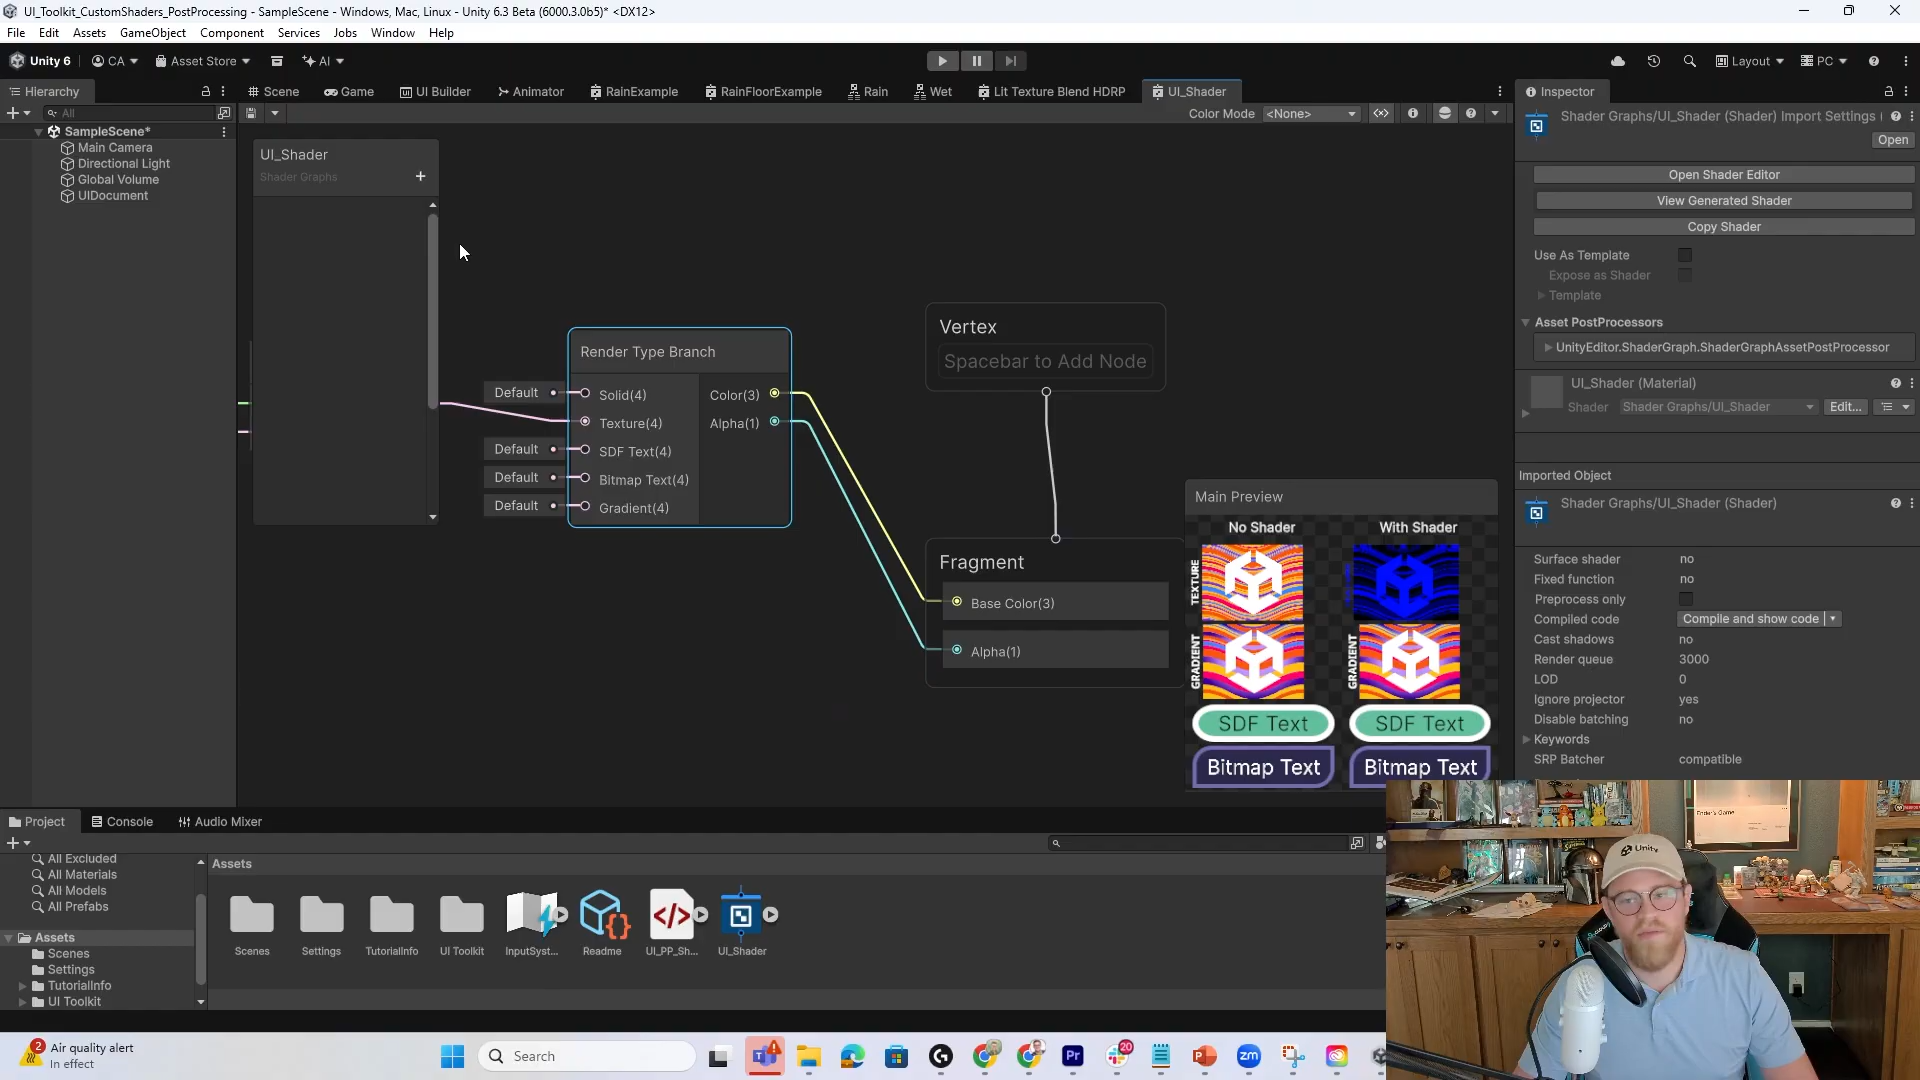 UI_Toolkit_CustomShaders_PostProcessing - SampleScene - Windows, Mac, Linux - Unity 6.3 Beta (6000.3.0b5)* <DX12>
File Edit Assets GameObject Component Services Jobs Window Help
Unity 6 CA Asset Store AI Layout PC
Hierarchy
All
SampleScene*
Main Camera
Directional Light
Global Volume
UIDocument
Scene Game UI Builder Animator RainExample RainFloorExample Rain Wet Lit Texture Blend HDRP UI_Shader
Color Mode <None>
UI_Shader
Shader Graphs
Render Type Branch
Default Solid(4) Color(3)
Texture(4) Alpha(1)
Default SDF Text(4)
Default Bitmap Text(4)
Default Gradient(4)
Vertex
Spacebar to Add Node
Fragment
Base Color(3)
Alpha(1)
Main Preview
No Shader With Shader
TEXTURE
GRADIENT GRADIENT
SDF Text SDF Text
Bitmap Text Bitmap Text
Inspector
Shader Graphs/UI_Shader (Shader) Import Settings (
Open
Open Shader Editor
View Generated Shader
Copy Shader
Use As Template
Expose as Shader
Template
Asset PostProcessors
UnityEditor.ShaderGraph.ShaderGraphAssetPostProcessor
UI_Shader (Material)
Shader Shader Graphs/UI_Shader Edit...
Imported Object
Shader Graphs/UI_Shader (Shader)
Surface shader no
Fixed function no
Preprocess only
Compiled code Compile and show code
Cast shadows no
Render queue 3000
LOD 0
Ignore projector yes
Disable batching no
Keywords
SRP Batcher compatible
Project Console Audio Mixer
All Excluded
All Materials
All Models
All Prefabs
Assets
Scenes
Settings
TutorialInfo
UI Toolkit
Assets
Scenes Settings TutorialInfo UI Toolkit InputSyst... Readme UI_PP_Sh... UI_Shader
Ender's Game
Unity
2
Air quality alert
In effect
Search
Pr
20
zm